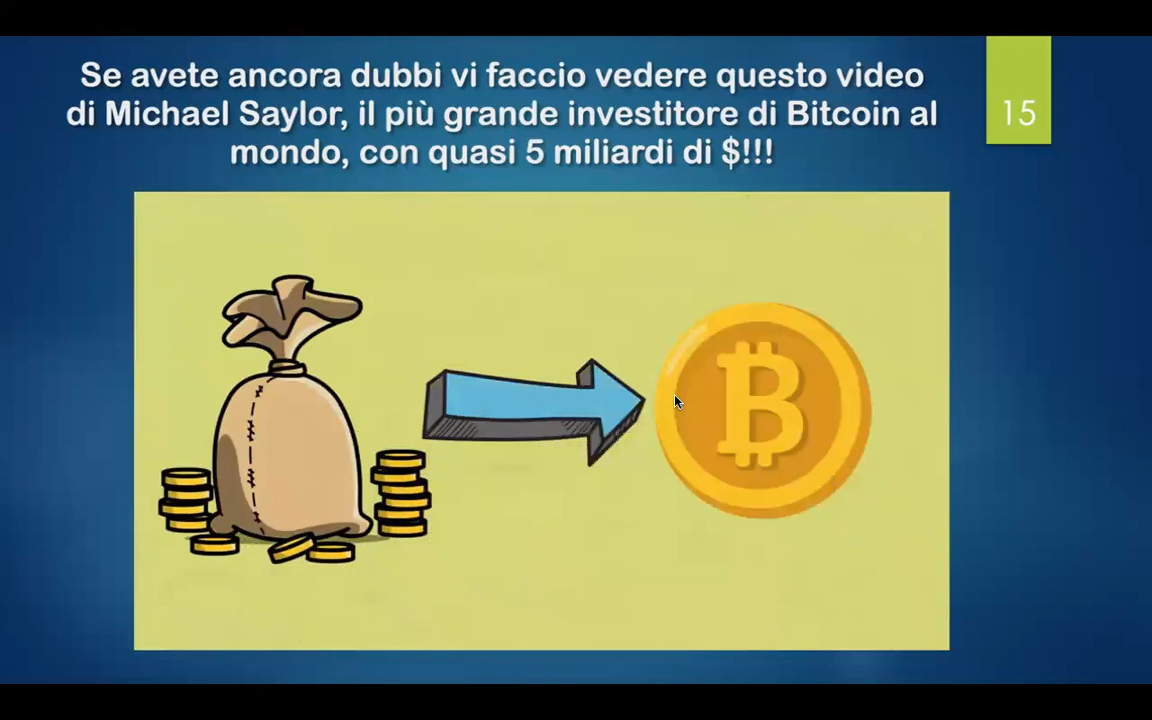 Se avete ancora dubbi vi faccio vedere questo video
di Michael Saylor, il più grande investitore di Bitcoin al
mondo, con quasi 5 miliardi di $!!!
15